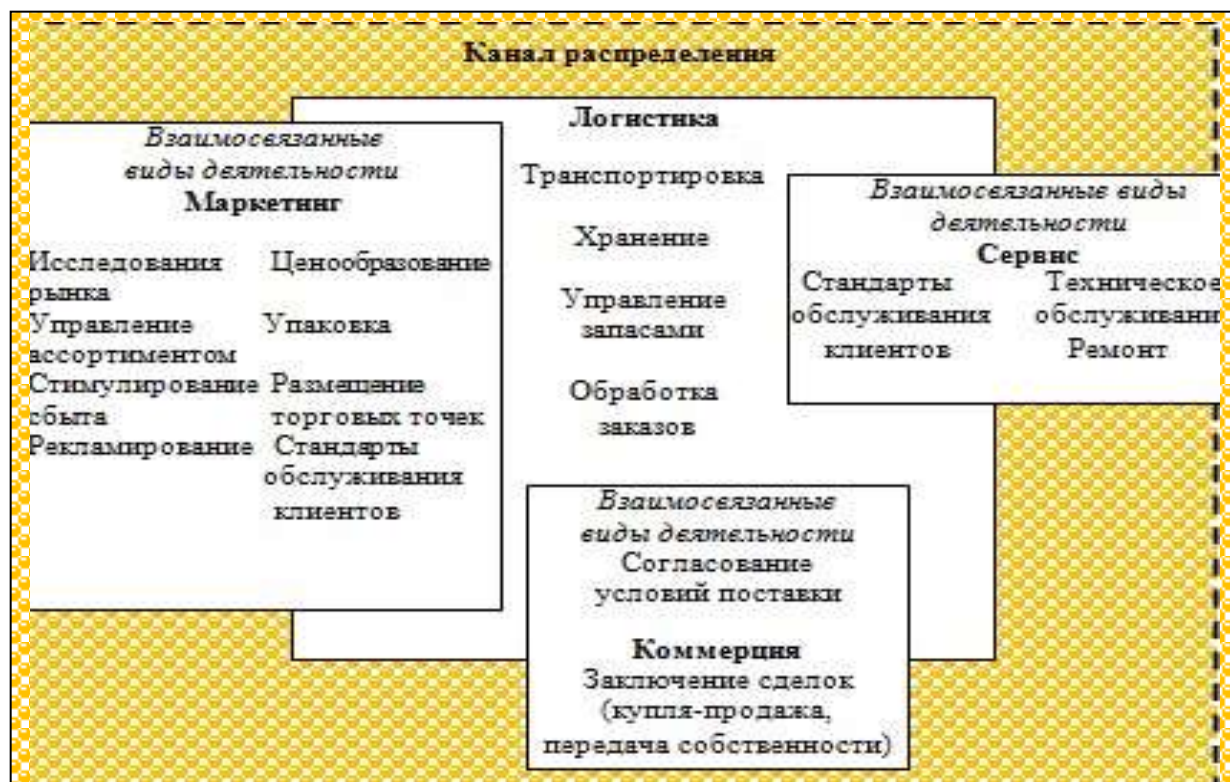 Канал распределения
Логистика
Транспортировка
Хранение
Управление
запасами
Обработка
заказов
Взаимосвязанные
виды деятельности
Маркетинг
Исследования
рынка
Управление
ассортиментом
Стимулирование
сбыта
Рекламирование
Ценообразование
Упаковка
Размещение
торговых точек
Стандарты
обслуживания
клиентов
Взаимосвязанные виды
деятельности
Сервис
Стандарты
обслуживания
клиентов
Техническое
обслуживани
Ремонт
Взаимосвязанные
виды деятельности
Согласование
условий поставки
Коммерция
Заключение сделок
(купля-продажа,
передача собственности)